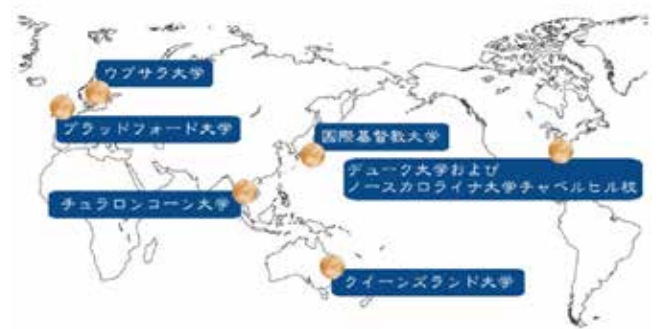 ウプサラ大学
ブラッドフォード大学
国際基督教大学
デューク大学および
ノースカロライナ大学チャペルヒル校
チュラロンコーン大学
クイーンズランド大学